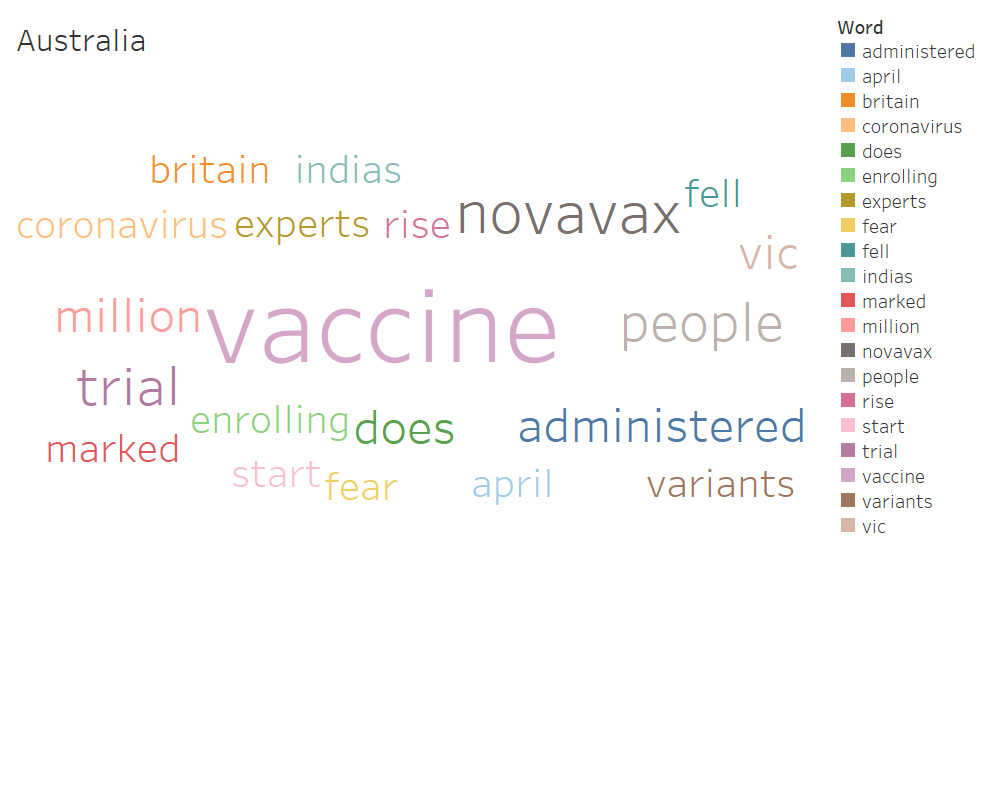 Australia
britain indias
fell
coronavirus experts rise novavax
vic
million vaccine people
trial
enrolling does administered
marked
start fear april variants
Word
administered
april
britain
coronavirus
does
enrolling
experts
fear
fell
indias
marked
million
novavax
people
rise
start
trial
vaccine
variants
vic